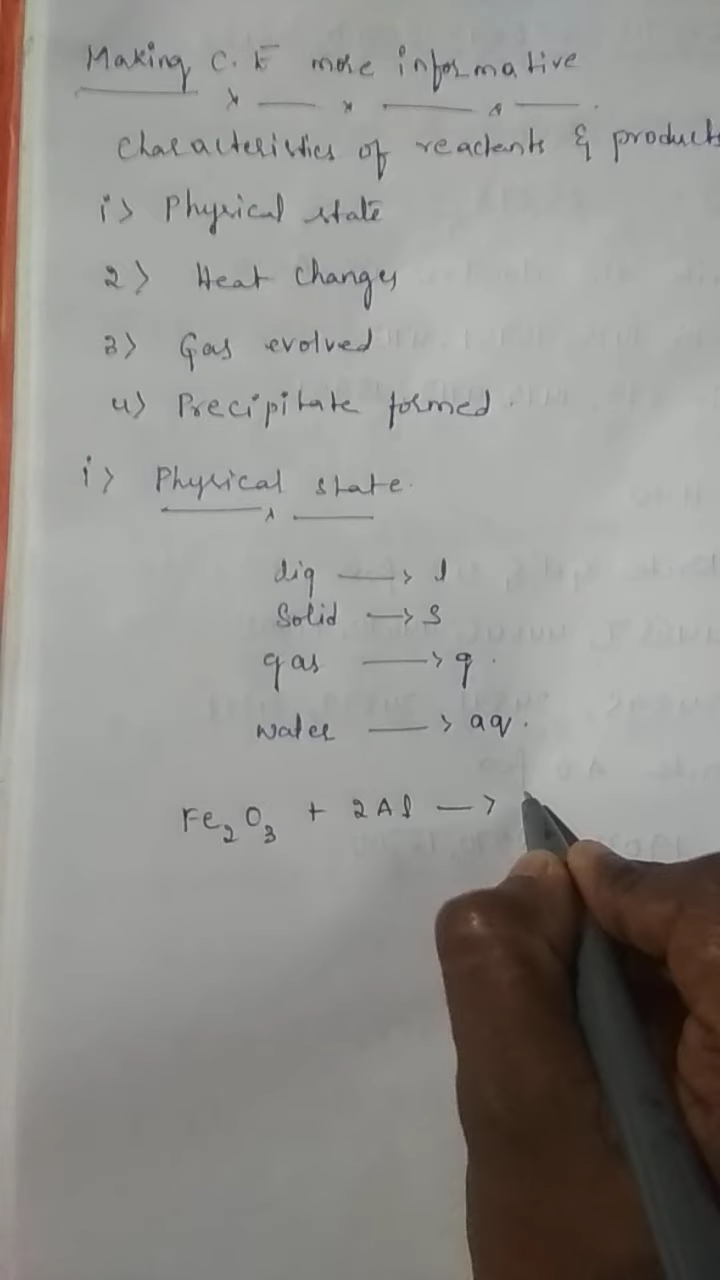 Making C.E more informative
Characteristics of reactants & product
i> Physical state
2> Heat changes
3> Gas evolved
4> Precipitate formed.
i> Physical state.
liq → l
Solid → s
gas → g.
water → aq.
Fe₂O₃ + 2Al →